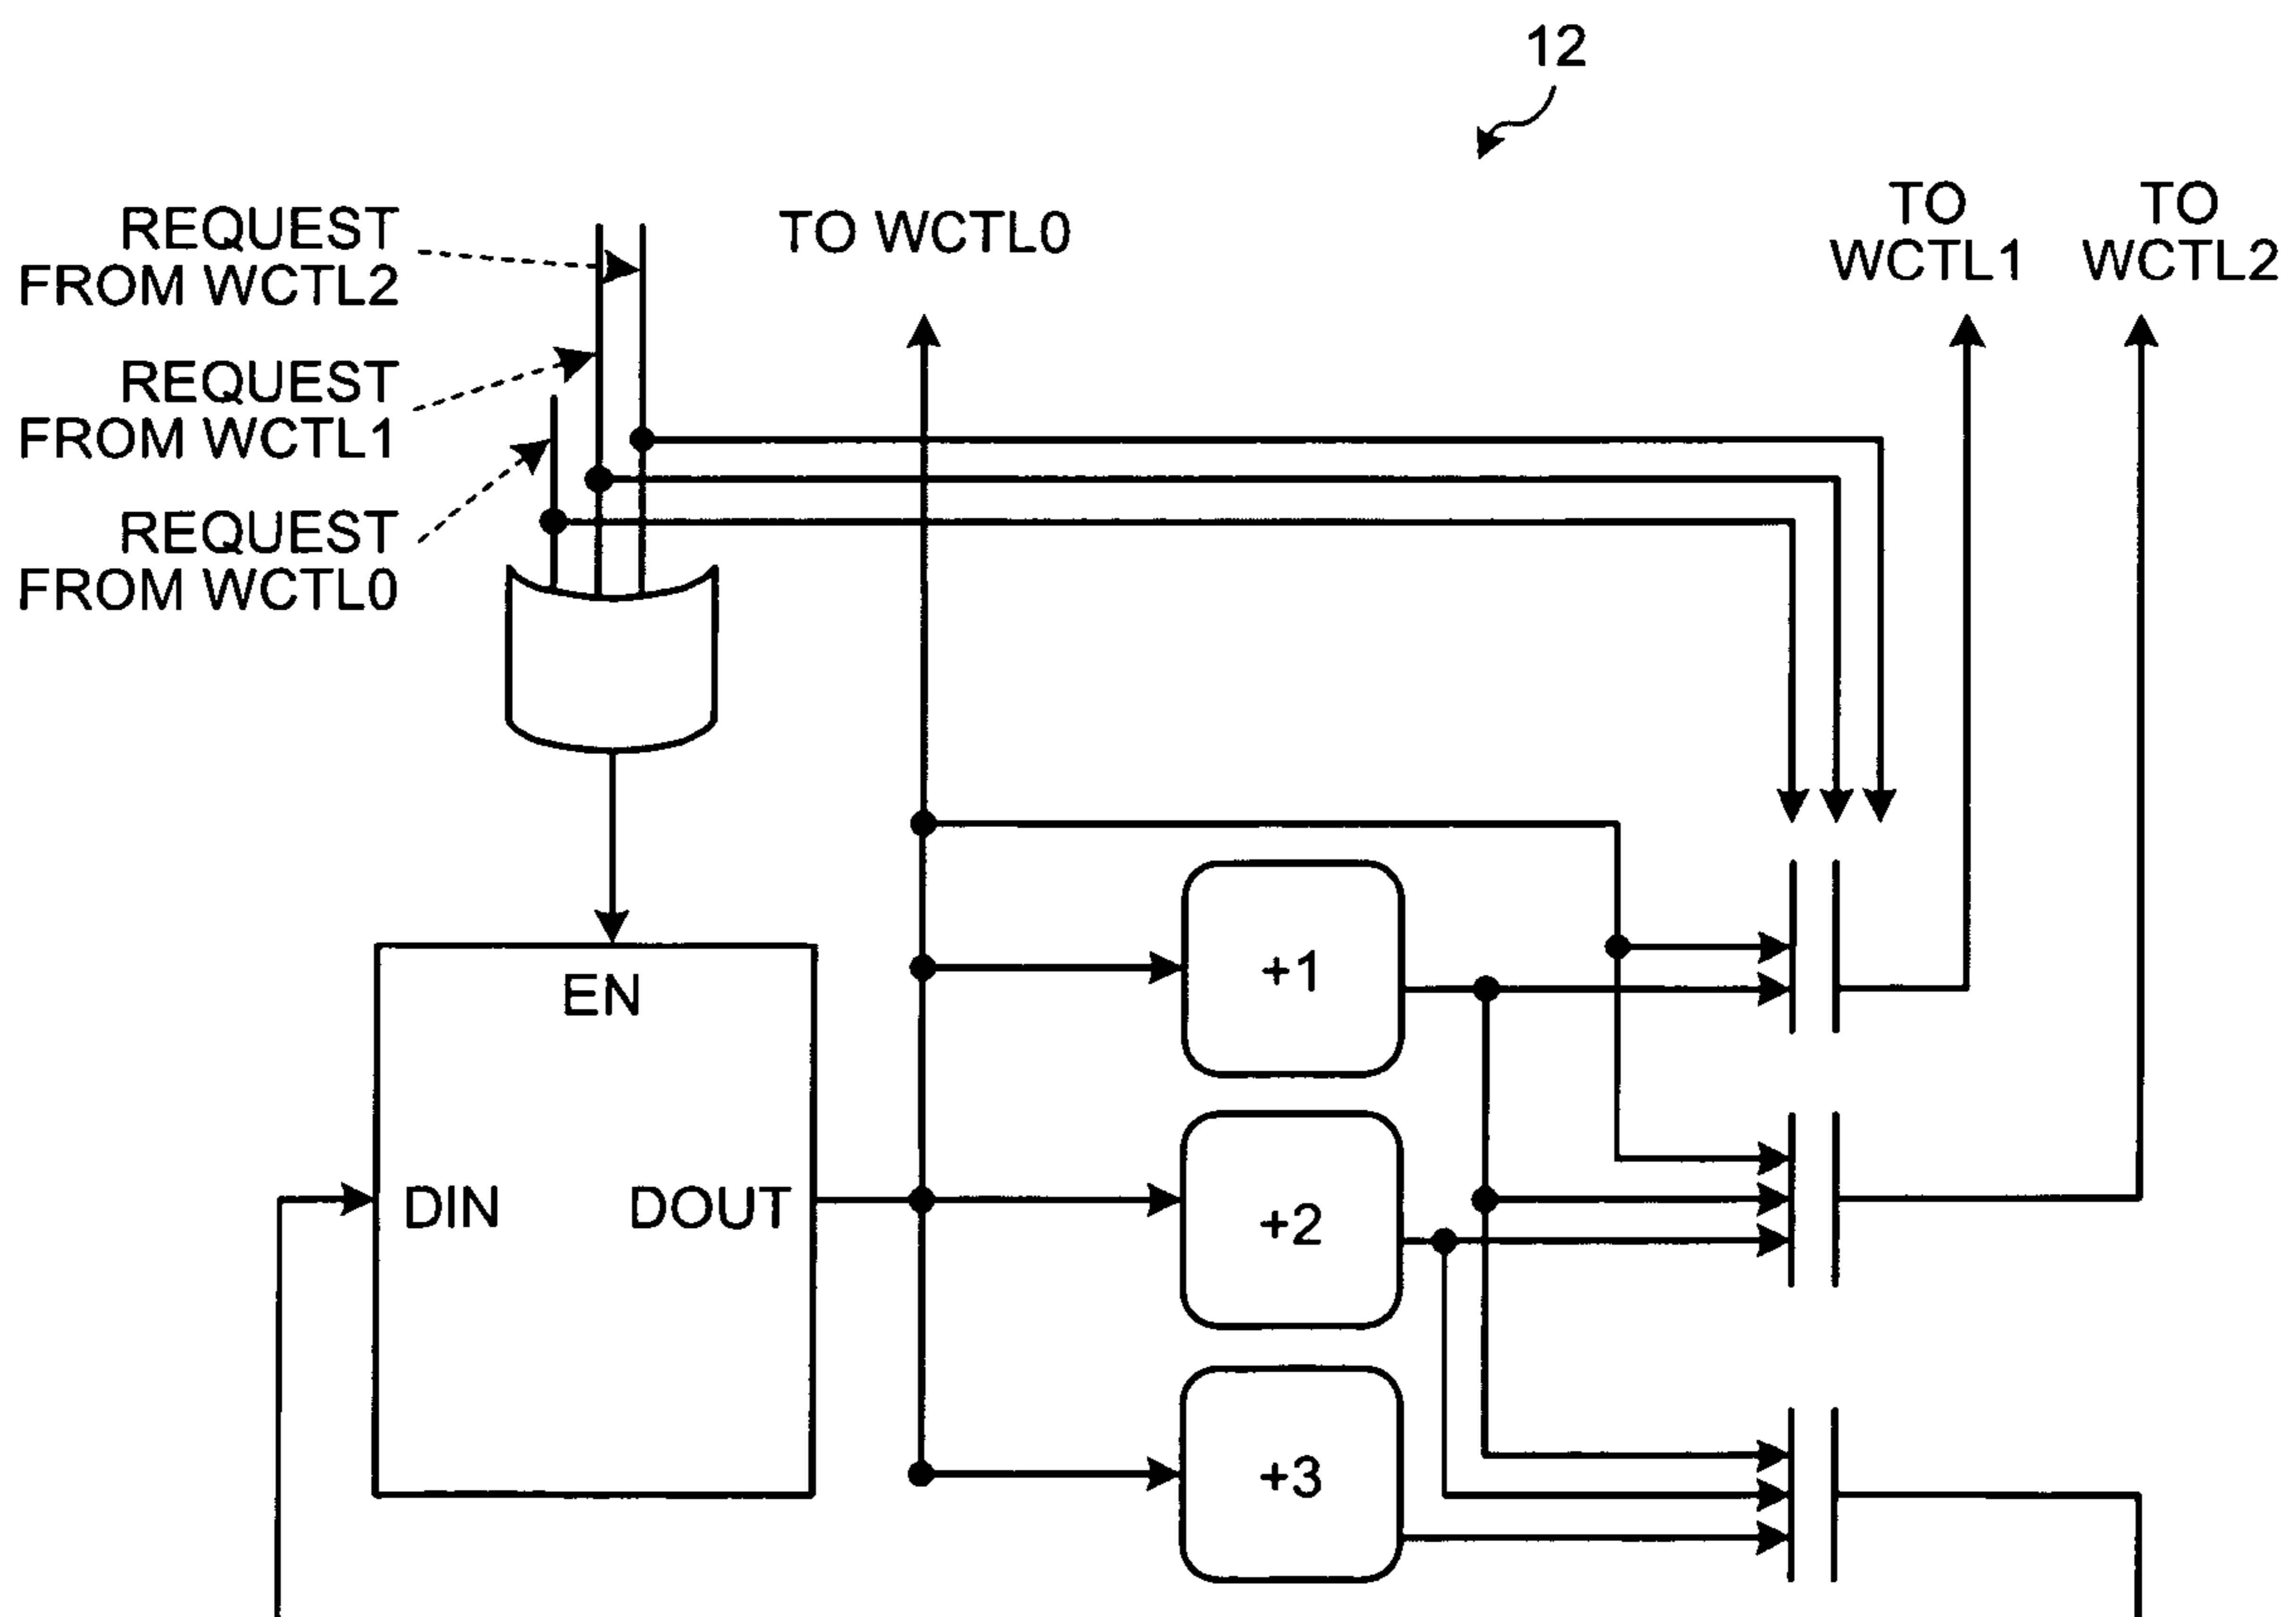 12
REQUEST
FROM WCTL2
TO WCTL0
TO
WCTL1
TO
WCTL2
REQUEST
FROM WCTL1
REQUEST
FROM WCTL0
EN
+1
DIN
DOUT
+2
+3